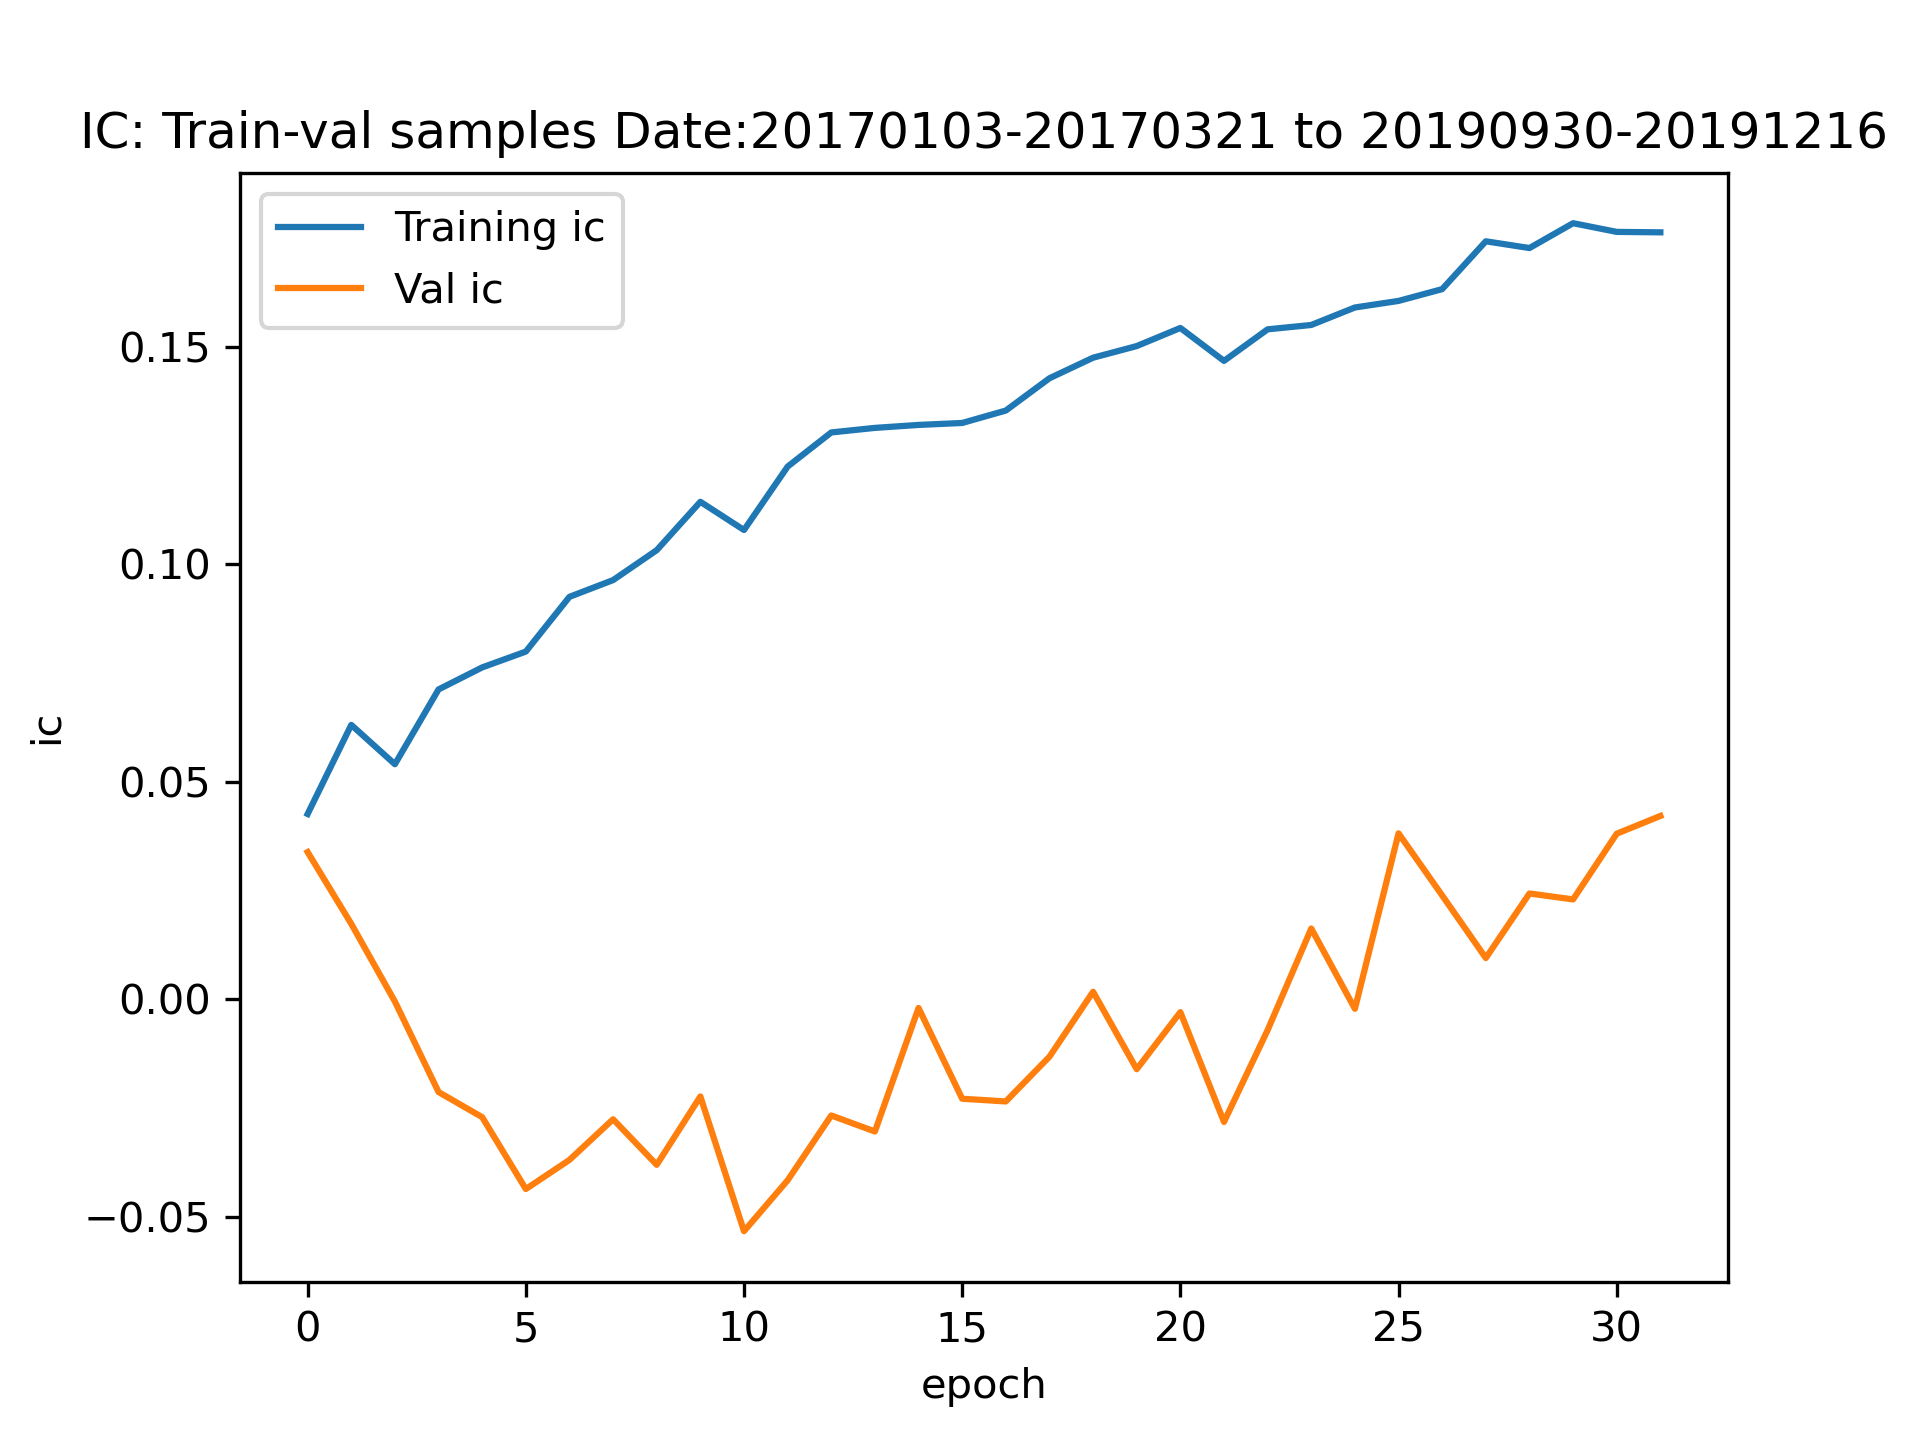 IC: Train-val samples Date:20170103-20170321 to 20190930-20191216
Training ic
Val ic
0.15
0.10
0.05
0.00
−0.05
ic
0 5 10 15 20 25 30
epoch